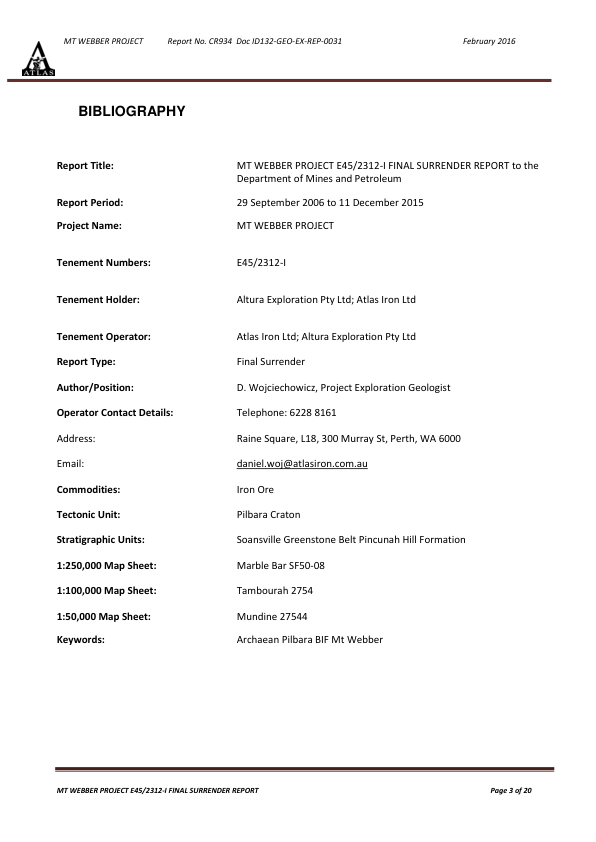 MT WEBBER PROJECT Report No. CR934 Doc ID132-GEO-EX-REP-0031 February 2016
ATLAS
BIBLIOGRAPHY
Report Title: MT WEBBER PROJECT E45/2312-I FINAL SURRENDER REPORT to the
Department of Mines and Petroleum
Report Period: 29 September 2006 to 11 December 2015
Project Name: MT WEBBER PROJECT
Tenement Numbers: E45/2312-I
Tenement Holder: Altura Exploration Pty Ltd; Atlas Iron Ltd
Tenement Operator: Atlas Iron Ltd; Altura Exploration Pty Ltd
Report Type: Final Surrender
Author/Position: D. Wojciechowicz, Project Exploration Geologist
Operator Contact Details: Telephone: 6228 8161
Address: Raine Square, L18, 300 Murray St, Perth, WA 6000
Email: daniel.woj@atlasiron.com.au
Commodities: Iron Ore
Tectonic Unit: Pilbara Craton
Stratigraphic Units: Soansville Greenstone Belt Pincunah Hill Formation
1:250,000 Map Sheet: Marble Bar SF50-08
1:100,000 Map Sheet: Tambourah 2754
1:50,000 Map Sheet: Mundine 27544
Keywords: Archaean Pilbara BIF Mt Webber
MT WEBBER PROJECT E45/2312-I FINAL SURRENDER REPORT Page 3 of 20